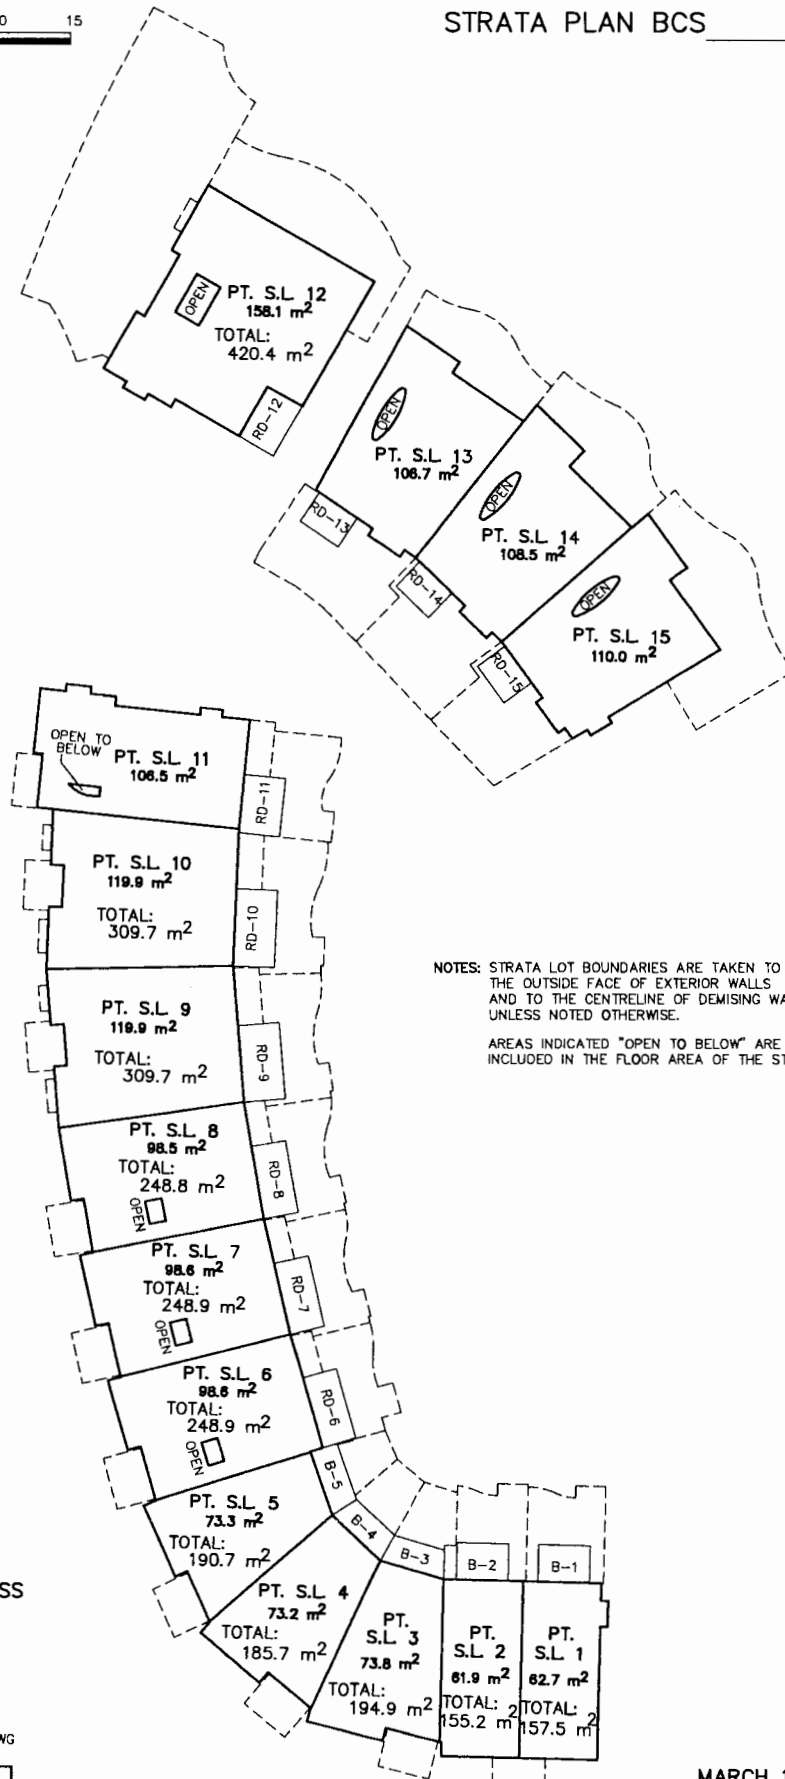 0 15
STRATA PLAN BCS
OPEN
PT. S.L. 12
158.1 m²
TOTAL:
420.4 m²
RD-12
OPEN
PT. S.L. 13
106.7 m²
RD-13
OPEN
PT. S.L. 14
108.5 m²
RD-14
OPEN
PT. S.L. 15
110.0 m²
RD-15
OPEN TO
BELOW
PT. S.L. 11
106.5 m²
RD-11
PT. S.L. 10
119.9 m²
TOTAL:
309.7 m²
RD-10
NOTES: STRATA LOT BOUNDARIES ARE TAKEN TO
THE OUTSIDE FACE OF EXTERIOR WALLS
AND TO THE CENTRELINE OF DEMISING WA
UNLESS NOTED OTHERWISE.
AREAS INDICATED "OPEN TO BELOW" ARE
INCLUDED IN THE FLOOR AREA OF THE ST
PT. S.L. 9
119.9 m²
TOTAL:
309.7 m²
RD-9
PT. S.L. 8
98.5 m²
TOTAL:
248.8 m²
OPEN
RD-8
PT. S.L. 7
98.6 m²
TOTAL:
248.9 m²
OPEN
RD-7
PT. S.L. 6
98.6 m²
TOTAL:
248.9 m²
OPEN
RD-6
PT. S.L. 5
73.3 m²
TOTAL:
190.7 m²
B-5
PT. S.L. 4
73.2 m²
TOTAL:
185.7 m²
B-4
PT.
S.L. 3
73.8 m²
TOTAL:
194.9 m²
B-3
PT.
S.L. 2
61.9 m²
TOTAL:
155.2 m²
B-2
PT.
S.L. 1
62.7 m²
TOTAL:
157.5 m²
B-1
SS
WG
MARCH